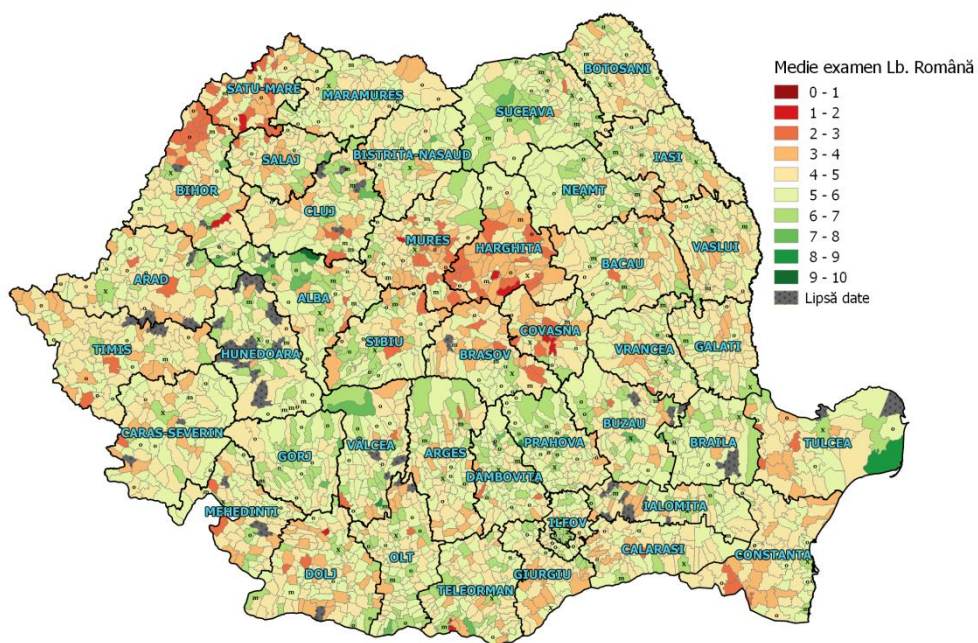 Medie examen Lb. Română
0 - 1
1 - 2
2 - 3
3 - 4
4 - 5
5 - 6
6 - 7
7 - 8
8 - 9
9 - 10
Lipsă date
BOTOSANI
SATU-MARE
MARAMUREȘ
SUCEAVA
BISTRITA-NASAUD
IASI
SALAJ
NEAMT
BIHOR
CLUJ
MURES
HARGHITA
BACAU
VASLUI
ARAD
ALBA
COVASNA
TIMIS
HUNEDOARA
SIBIU
BRASOV
VRANCEA
GALATI
CARAS-SEVERIN
GORJ
VÂLCEA
ARGES
PRAHOVA
BUZAU
BRAILA
TULCEA
DÂMBOVITA
MEHEDINTI
ILFOV
IALOMITA
CALARASI
CONSTANTA
DOLJ
OLT
GIURGIU
TELEORMAN